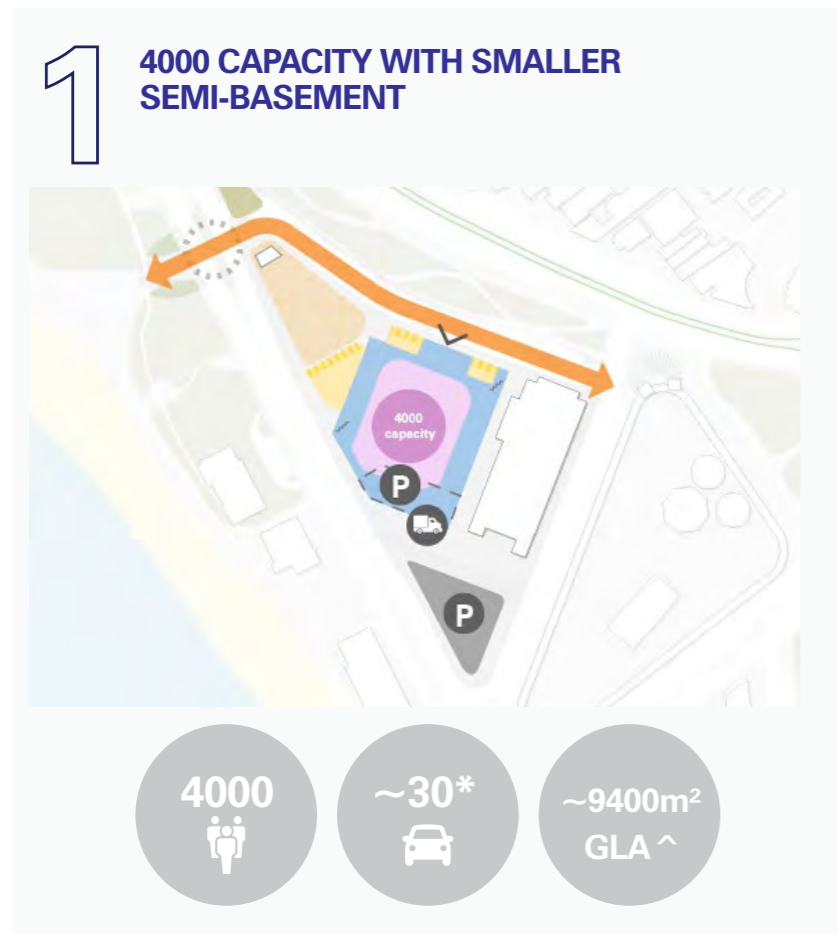 1
4000 CAPACITY WITH SMALLER
SEMI-BASEMENT
4000
capacity
P
P
4000
~30*
~9400m²
GLA ^